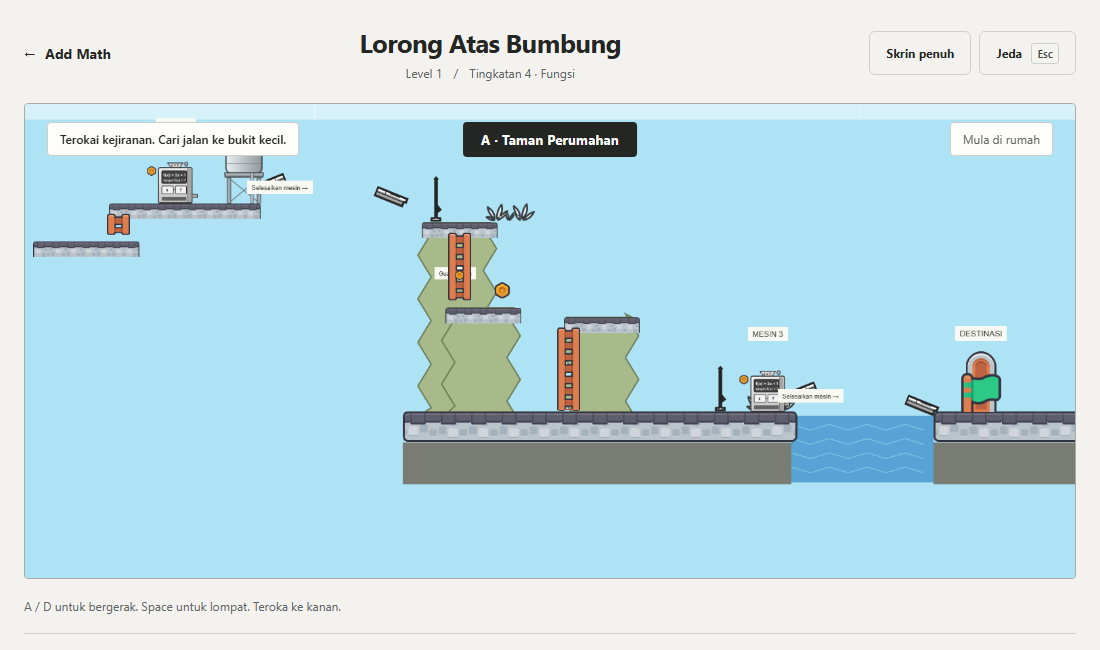 ← Add Math
Lorong Atas Bumbung
Level 1 / Tingkatan 4 · Fungsi
Skrin penuh
Jeda Esc
Terokai kejiranan. Cari jalan ke bukit kecil.
A · Taman Perumahan
Mula di rumah
Selesaikan mesin →
MESIN 3
Selesaikan mesin →
DESTINASI
A / D untuk bergerak. Space untuk lompat. Teroka ke kanan.